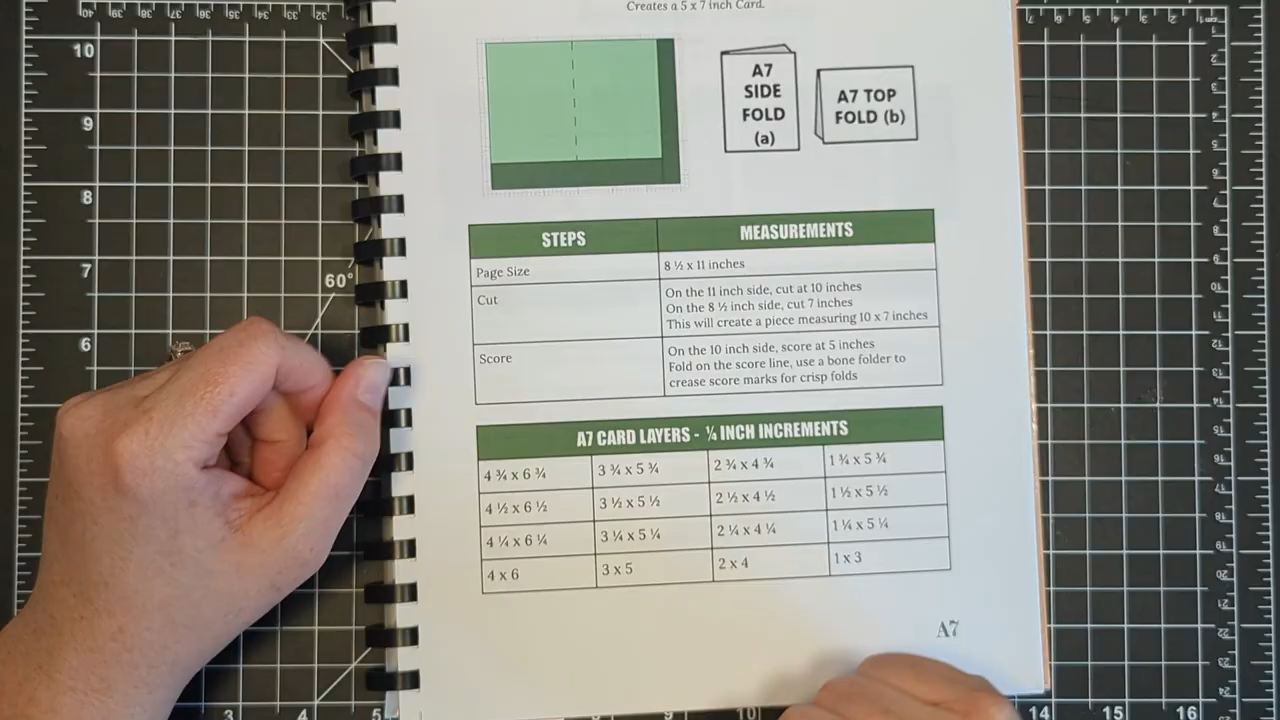 Creates a 5 x 7 inch Card.
A7
SIDE
FOLD
(a)
A7 TOP
FOLD (b)
STEPS MEASUREMENTS
Page Size 8 ½ x 11 inches
Cut On the 11 inch side, cut at 10 inches
On the 8 ½ inch side, cut 7 inches
This will create a piece measuring 10 x 7 inches
Score On the 10 inch side, score at 5 inches
Fold on the score line, use a bone folder to
crease score marks for crisp folds
A7 CARD LAYERS - ¼ INCH INCREMENTS
4 ¾ x 6 ¾ 3 ¾ x 5 ¾ 2 ¾ x 4 ¾ 1 ¾ x 5 ¾
4 ½ x 6 ½ 3 ½ x 5 ½ 2 ½ x 4 ½ 1 ½ x 5 ½
4 ¼ x 6 ¼ 3 ¼ x 5 ¼ 2 ¼ x 4 ¼ 1 ¼ x 5 ¼
4 x 6 3 x 5 2 x 4 1 x 3
A7
10
9
8
7
60°
6
3 4 5 9 10 14 15 16